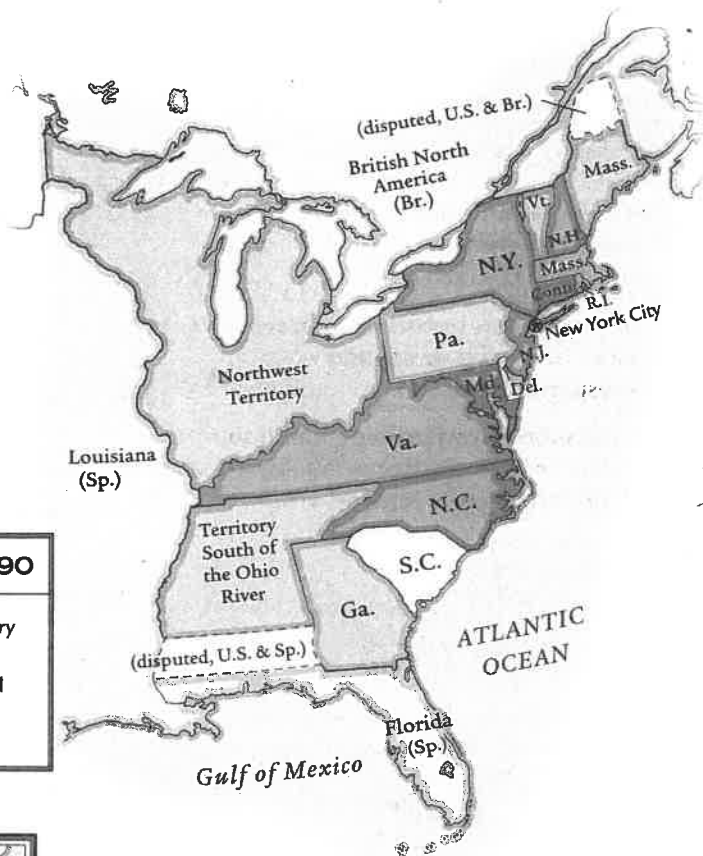 (disputed, U.S. & Br.)
British North
America
(Br.)
Mass.
Vt.
N.H.
N.Y.
Mass.
Conn.
R.I.
New York City
Pa.
N.J.
Northwest
Territory
Md.
Del.
Va.
Louisiana
(Sp.)
N.C.
Territory
South of
the Ohio
River
S.C.
90
ry
Ga.
ATLANTIC
OCEAN
(disputed, U.S. & Sp.)
Florida
(Sp.)
Gulf of Mexico